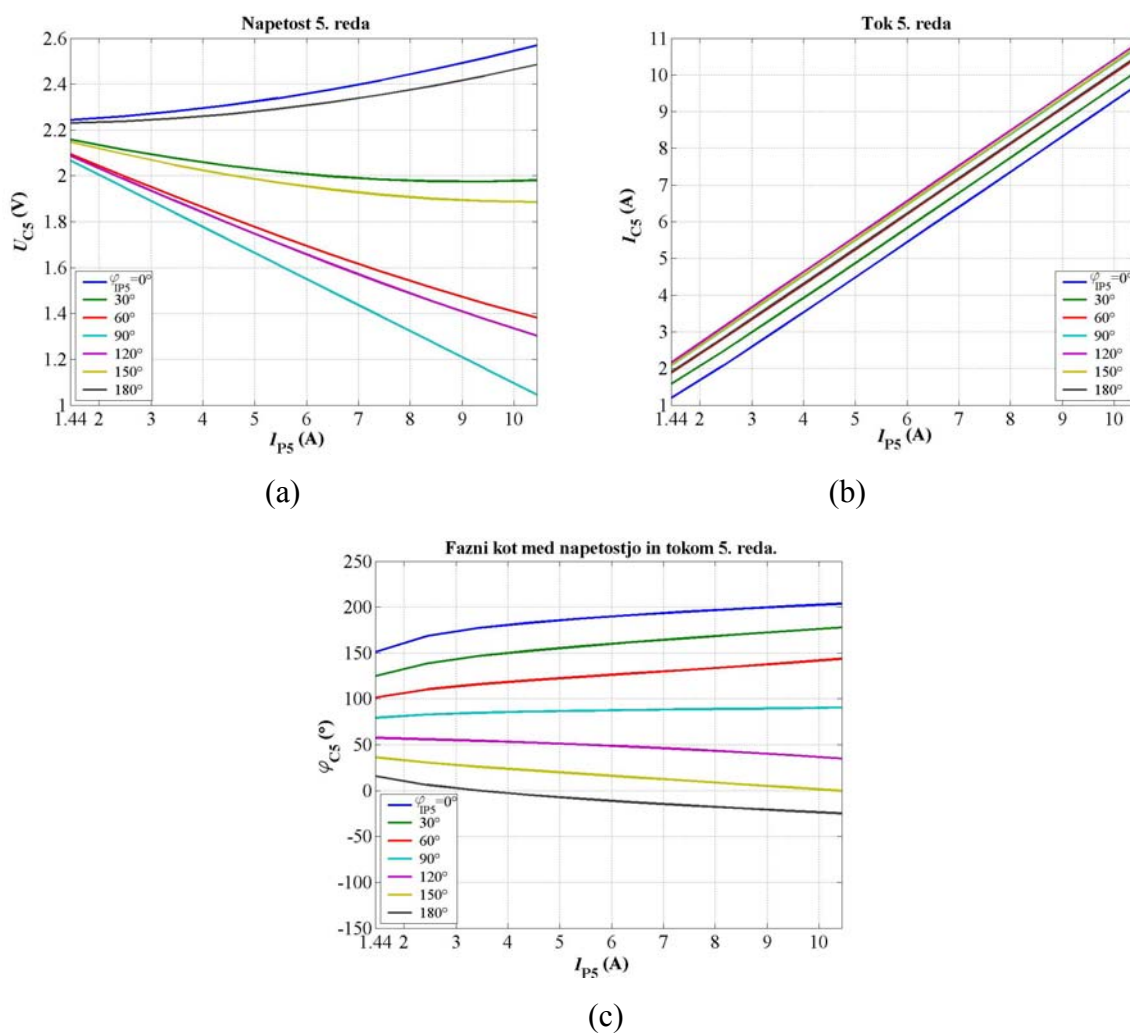 Napetost 5. reda
2.6
2.4
2.2
2
1.8
1.6
1.4
1.2
1
U_C5 (V)
φ_IP5=0°
30°
60°
90°
120°
150°
180°
1.44 2 3 4 5 6 7 8 9 10
I_P5 (A)
(a)
Tok 5. reda
11
10
9
8
7
6
5
4
3
2
1
I_C5 (A)
φ_IP5=0°
30°
60°
90°
120°
150°
180°
1.44 2 3 4 5 6 7 8 9 10
I_P5 (A)
(b)
Fazni kot med napetostjo in tokom 5. reda.
250
200
150
100
50
0
-50
-100
-150
φ_C5 (°)
φ_IP5=0°
30°
60°
90°
120°
150°
180°
1.44 2 3 4 5 6 7 8 9 10
I_P5 (A)
(c)